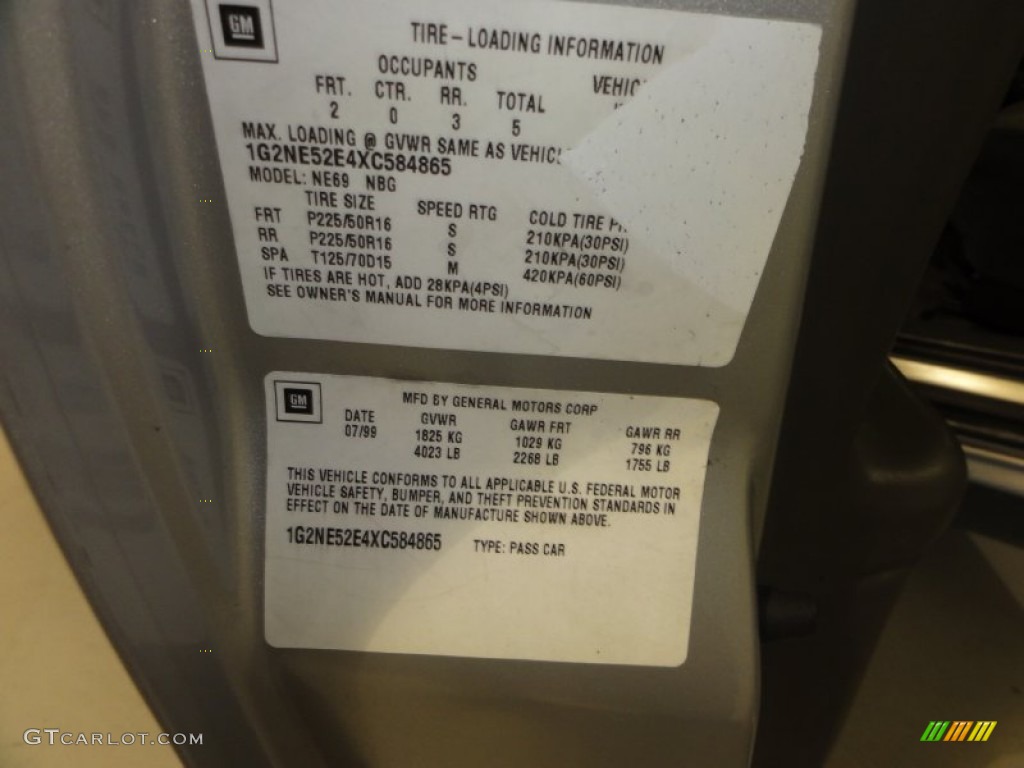 GM
TIRE-LOADING INFORMATION
OCCUPANTS
FRT. CTR. RR. TOTAL
2 0 3 5
MAX. LOADING @ GVWR SAME AS
1G2NE52E4XC584865
MODEL: NE69 NBG
TIRE SIZE SPEED RTG COLD TIRE
FRT P225/50R16 S 210KPA(30PSI)
RR P225/50R16 S 210KPA(30PSI)
SPA T125/70D15 M 420KPA(60PSI)
IF TIRES ARE HOT, ADD 28KPA(4PSI)
SEE OWNER'S MANUAL FOR MORE INFORMATION
GM
MFD BY GENERAL MOTORS CORP
DATE GVWR GAWR FRT GAWR RR
07/99 1825 KG 1029 KG 796 KG
4023 LB 2268 LB 1755 LB
THIS VEHICLE CONFORMS TO ALL APPLICABLE U.S. FEDERAL MOTOR
VEHICLE SAFETY, BUMPER, AND THEFT PREVENTION STANDARDS IN
EFFECT ON THE DATE OF MANUFACTURE SHOWN ABOVE.
1G2NE52E4XC584865 TYPE: PASS CAR
GTCARLOT.COM